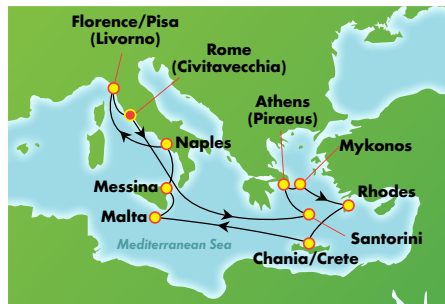 Florence/Pisa
(Livorno)
Rome
(Civitavecchia)
Athens
(Piraeus)
Naples
Mykonos
Messina
Rhodes
Malta
Santorini
Mediterranean Sea
Chania/Crete